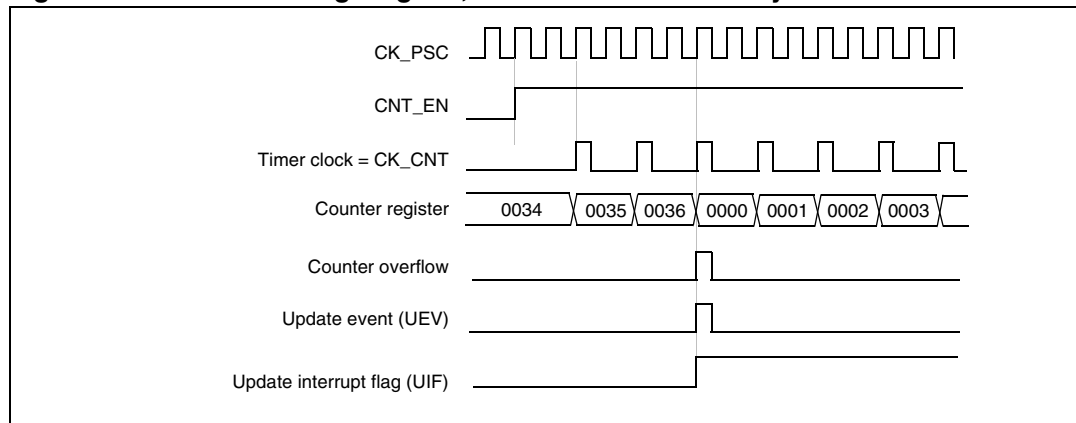 CK_PSC
CNT_EN
Timer clock = CK_CNT
Counter register 0034 0035 0036 0000 0001 0002 0003
Counter overflow
Update event (UEV)
Update interrupt flag (UIF)